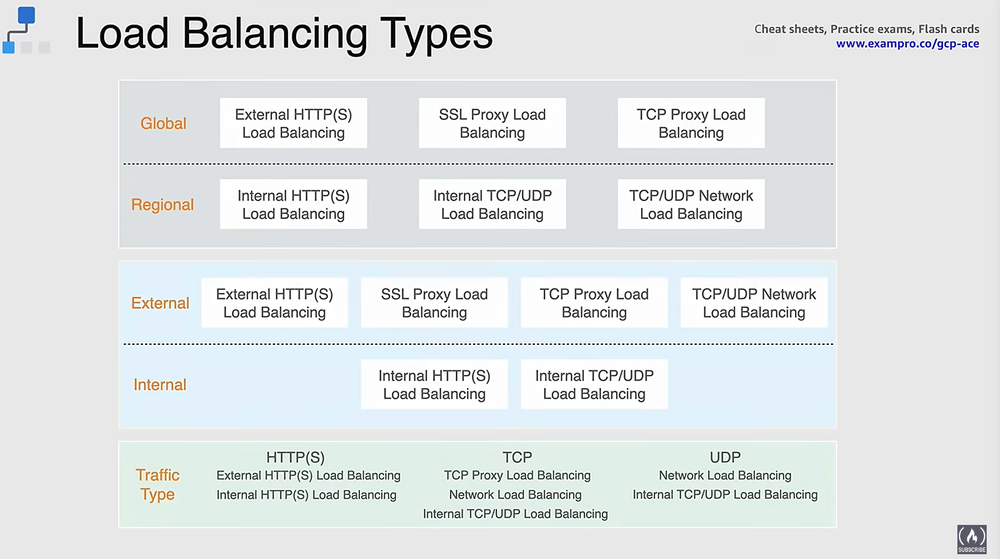 Load Balancing Types
Cheat sheets, Practice exams, Flash cards
www.exampro.co/gcp-ace
Global
External HTTP(S)
Load Balancing
SSL Proxy Load
Balancing
TCP Proxy Load
Balancing
Regional
Internal HTTP(S)
Load Balancing
Internal TCP/UDP
Load Balancing
TCP/UDP Network
Load Balancing
External
External HTTP(S)
Load Balancing
SSL Proxy Load
Balancing
TCP Proxy Load
Balancing
TCP/UDP Network
Load Balancing
Internal
Internal HTTP(S)
Load Balancing
Internal TCP/UDP
Load Balancing
Traffic
Type
HTTP(S)
External HTTP(S) Load Balancing
Internal HTTP(S) Load Balancing
TCP
TCP Proxy Load Balancing
Network Load Balancing
Internal TCP/UDP Load Balancing
UDP
Network Load Balancing
Internal TCP/UDP Load Balancing
SUBSCRIBE